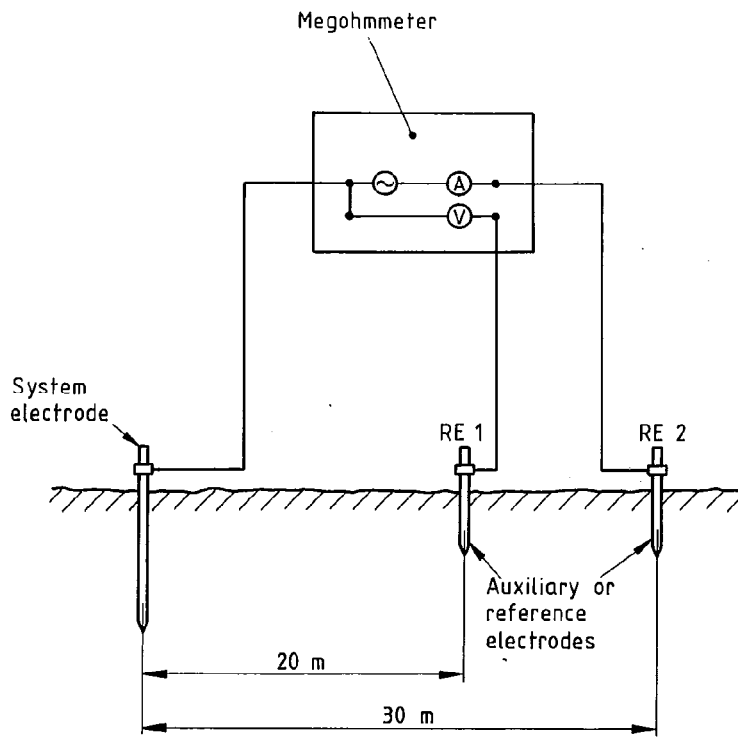 Megohmmeter
A
V
System
electrode
RE 1
RE 2
Auxiliary or
reference
electrodes
20 m
30 m